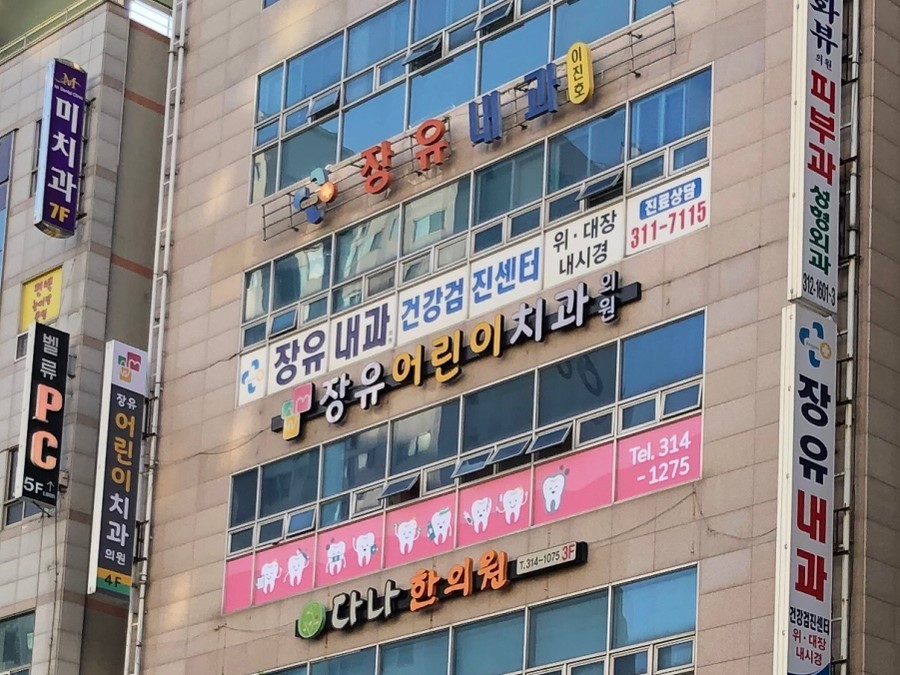 미치과
7F
벨류
PC
5F
장유
어린이
치과
의원
4F
장유 내과 이진호
장유 내과 건강검진센터 위·대장 내시경 진료상담 311-7115
장유어린이치과의원
Tel. 314
-1275
다나 한의원 T.314-1075 3F
화뷰
의원
피부과
성형외과
312-1601~3
장유
내과
건강검진센터
위·대장
내시경